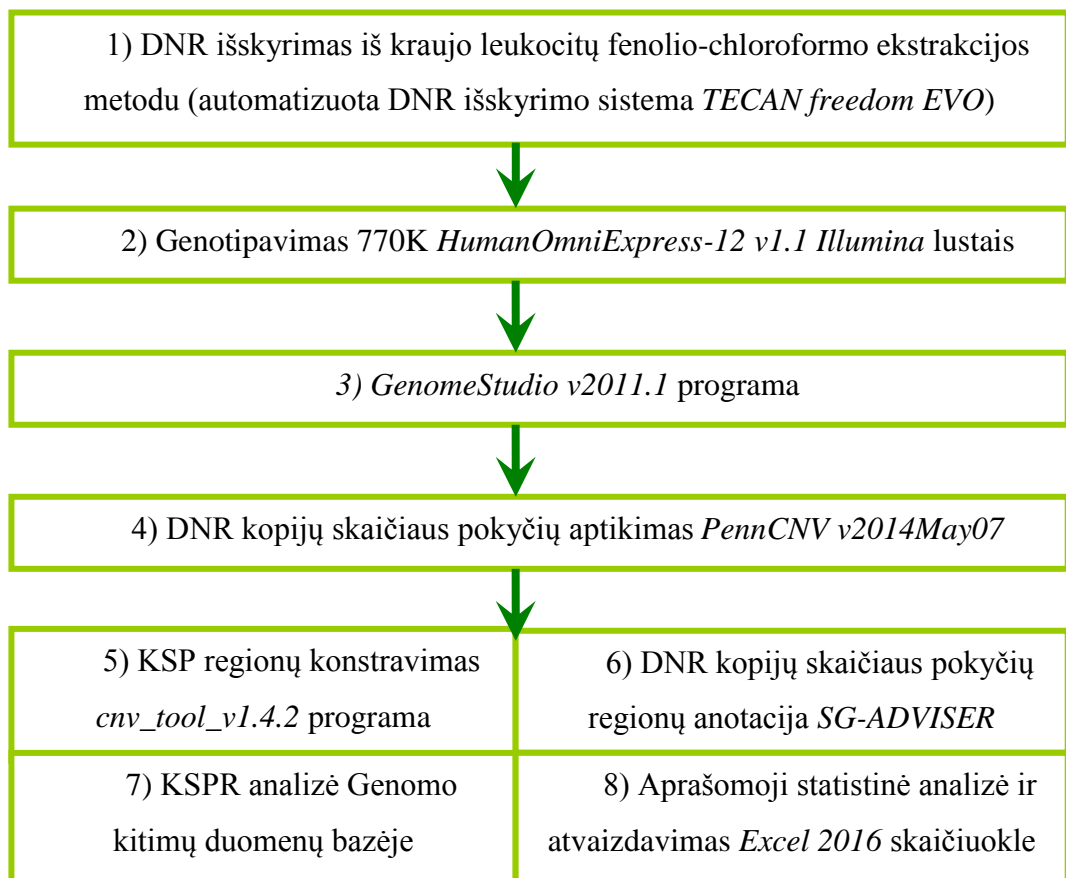 1) DNR išskyrimas iš kraujo leukocitų fenolio-chloroformo ekstrakcijos
metodu (automatizuota DNR išskyrimo sistema TECAN freedom EVO)
2) Genotipavimas 770K HumanOmniExpress-12 v1.1 Illumina lustais
3) GenomeStudio v2011.1 programa
4) DNR kopijų skaičiaus pokyčių aptikimas PennCNV v2014May07
5) KSP regionų konstravimas
cnv_tool_v1.4.2 programa
6) DNR kopijų skaičiaus pokyčių
regionų anotacija SG-ADVISER
7) KSPR analizė Genomo
kitimų duomenų bazėje
8) Aprašomoji statistinė analizė ir
atvaizdavimas Excel 2016 skaičiuokle